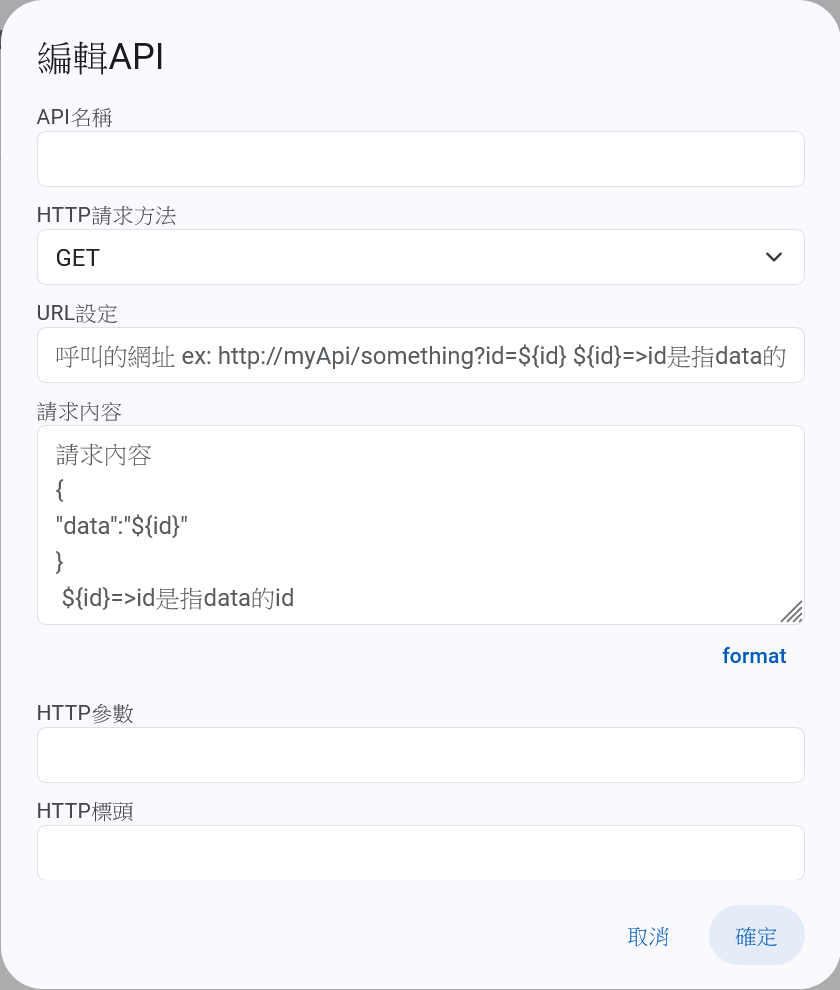 編輯API
API名稱
HTTP請求方法
GET
URL設定
呼叫的網址 ex: http://myApi/something?id=${id} ${id}=>id是指data的
請求內容
請求內容
{
"data":"${id}"
}
${id}=>id是指data的id
format
HTTP參數
HTTP標頭
取消
確定